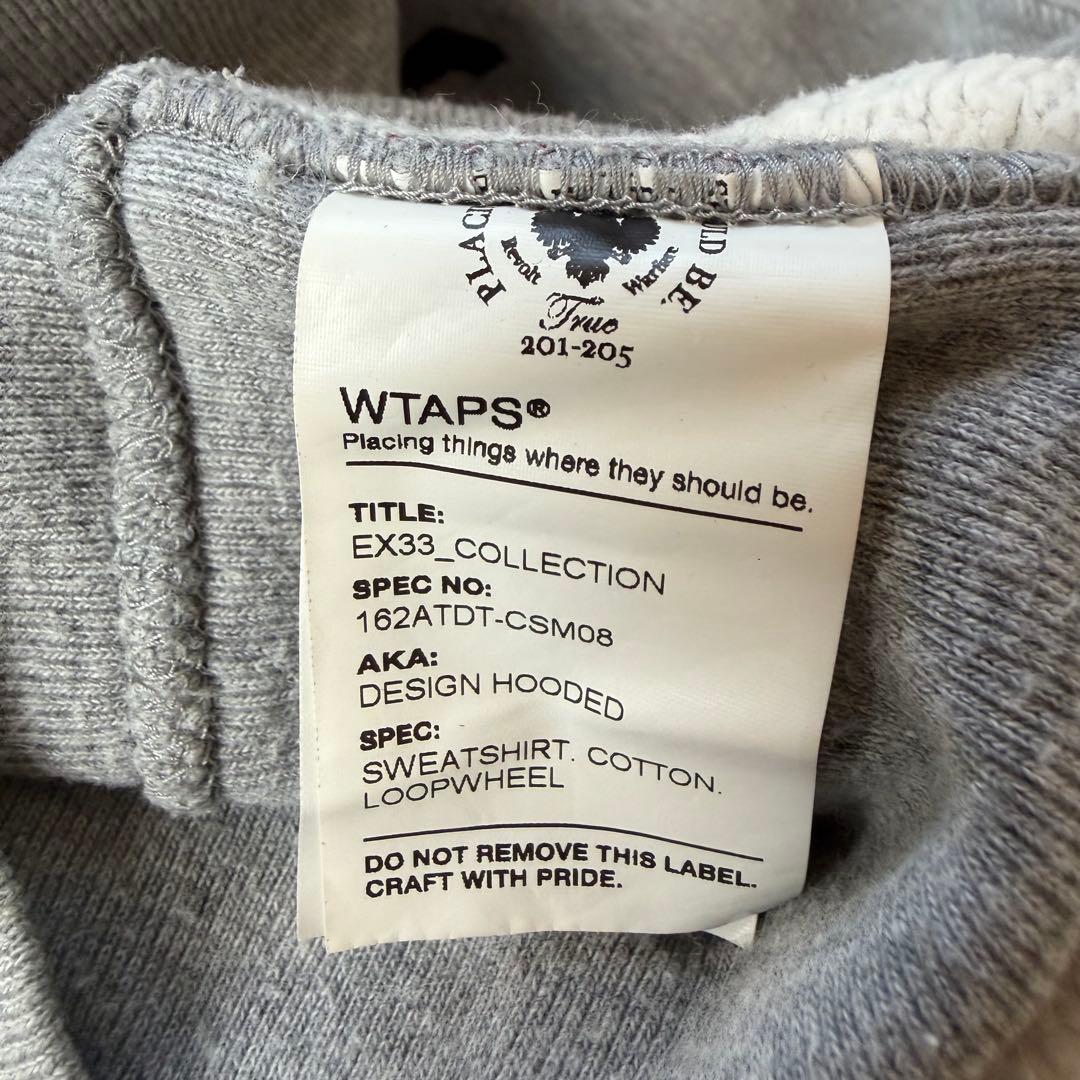 PLAC
ULD BE.
Revolt
Warfare
True
201-205
WTAPS®
Placing things where they should be.
TITLE:
EX33_COLLECTION
SPEC NO:
162ATDT-CSM08
AKA:
DESIGN HOODED
SPEC:
SWEATSHIRT. COTTON.
LOOPWHEEL
DO NOT REMOVE THIS LABEL.
CRAFT WITH PRIDE.